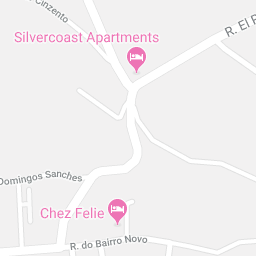 Cinzento
Silvercoast Apartments
R. El
Domingos Sanches
Chez Felie
R. do Bairro Novo